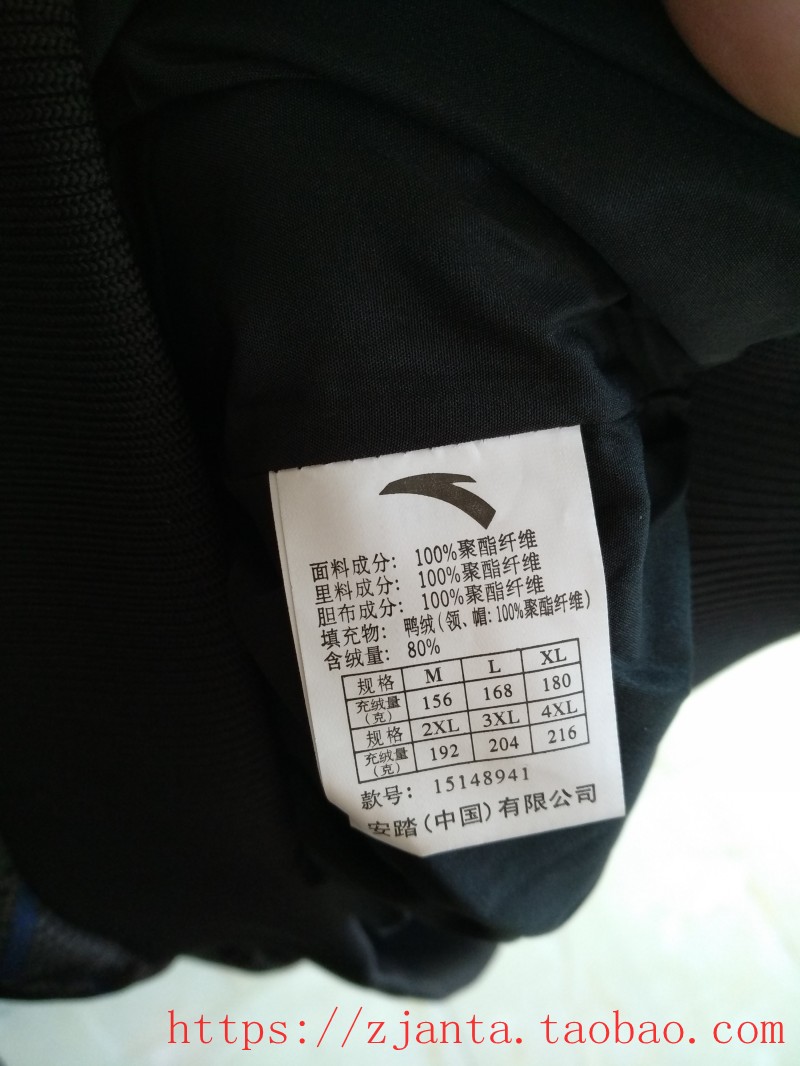 面料成分: 100%聚酯纤维
里料成分: 100%聚酯纤维
胆布成分: 100%聚酯纤维
填充物: 鸭绒(领、帽:100%聚酯纤维)
含绒量: 80%
规格 M L XL
充绒量(克) 156 168 180
规格 2XL 3XL 4XL
充绒量(克) 192 204 216
款号: 15148941
安踏(中国)有限公司
https://zjanta.taobao.com